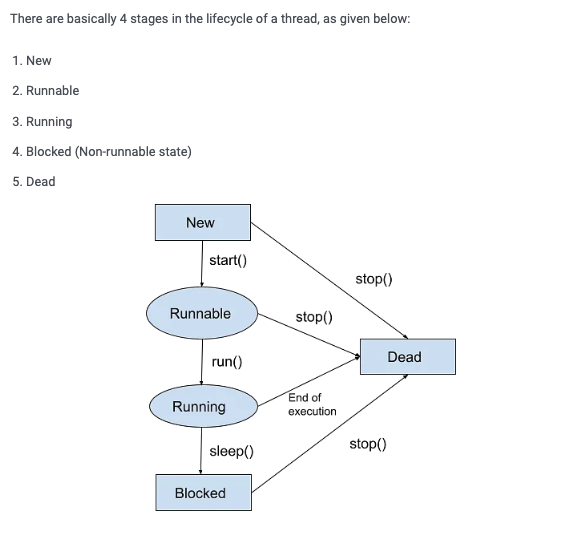 There are basically 4 stages in the lifecycle of a thread, as given below:
1. New
2. Runnable
3. Running
4. Blocked (Non-runnable state)
5. Dead
New
start()
stop()
Runnable
stop()
run()
Dead
Running
End of
execution
sleep()
stop()
Blocked